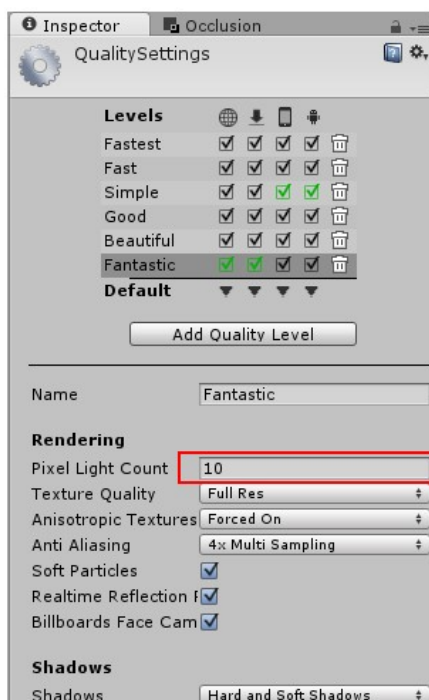 Inspector Occlusion
QualitySettings
Levels
Fastest
Fast
Simple
Good
Beautiful
Fantastic
Default
Add Quality Level
Name Fantastic
Rendering
Pixel Light Count 10
Texture Quality Full Res
Anisotropic Textures Forced On
Anti Aliasing 4x Multi Sampling
Soft Particles
Realtime Reflection
Billboards Face Cam
Shadows
Shadows Hard and Soft Shadows